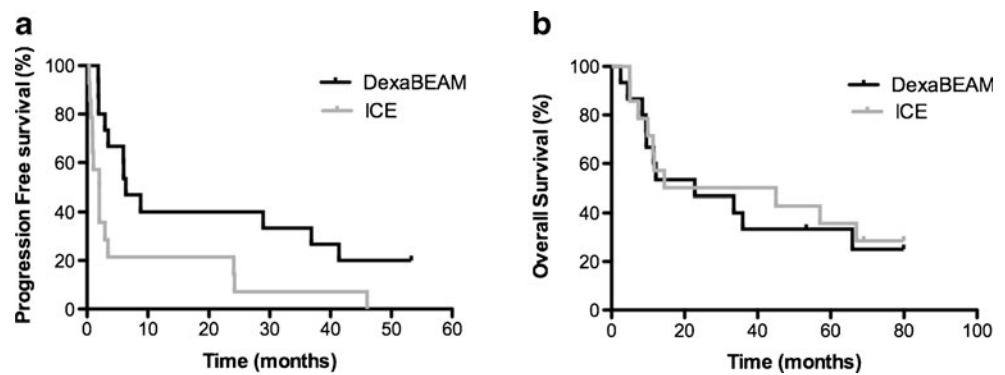 a
Progression Free survival (%)
100
80
60
40
20
0
DexaBEAM
ICE
0 10 20 30 40 50 60
Time (months)
b
Overall Survival (%)
100
80
60
40
20
0
DexaBEAM
ICE
0 20 40 60 80 100
Time (months)